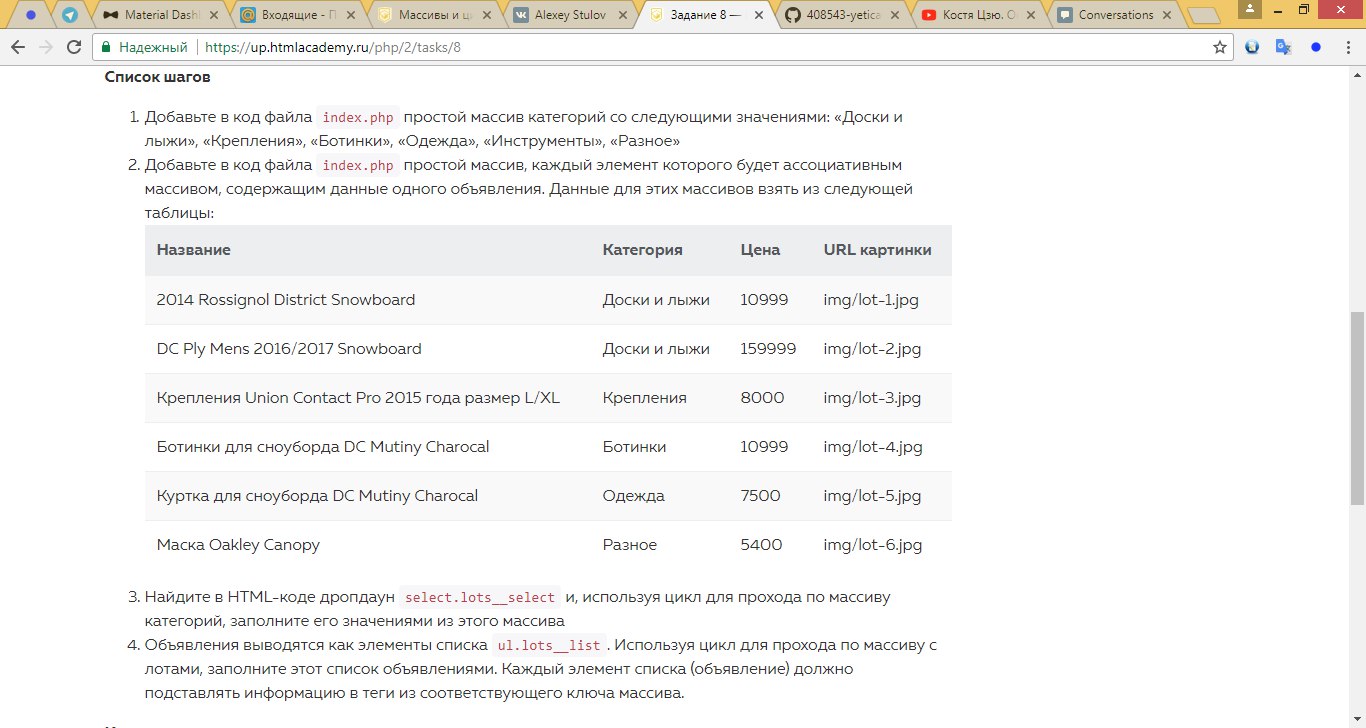 Material Dash
Входящие - П
Массивы и ци
Alexey Stulov
Задание 8 —
408543-yetica
Костя Цзю. О
Conversations
Надежный https://up.htmlacademy.ru/php/2/tasks/8
Список шагов
1. Добавьте в код файла index.php простой массив категорий со следующими значениями: «Доски и
лыжи», «Крепления», «Ботинки», «Одежда», «Инструменты», «Разное»
2. Добавьте в код файла index.php простой массив, каждый элемент которого будет ассоциативным
массивом, содержащим данные одного объявления. Данные для этих массивов взять из следующей
таблицы:
Название Категория Цена URL картинки
2014 Rossignol District Snowboard Доски и лыжи 10999 img/lot-1.jpg
DC Ply Mens 2016/2017 Snowboard Доски и лыжи 159999 img/lot-2.jpg
Крепления Union Contact Pro 2015 года размер L/XL Крепления 8000 img/lot-3.jpg
Ботинки для сноуборда DC Mutiny Charocal Ботинки 10999 img/lot-4.jpg
Куртка для сноуборда DC Mutiny Charocal Одежда 7500 img/lot-5.jpg
Маска Oakley Canopy Разное 5400 img/lot-6.jpg
3. Найдите в HTML-коде дропдаун select.lots__select и, используя цикл для прохода по массиву
категорий, заполните его значениями из этого массива
4. Объявления выводятся как элементы списка ul.lots__list . Используя цикл для прохода по массиву с
лотами, заполните этот список объявлениями. Каждый элемент списка (объявление) должно
подставлять информацию в теги из соответствующего ключа массива.